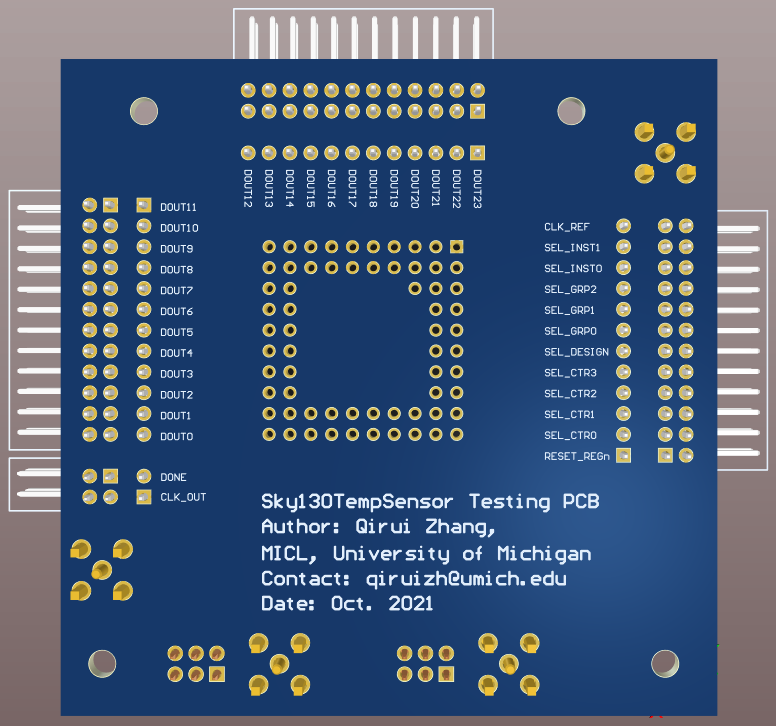 DOUT12
DOUT13
DOUT14
DOUT15
DOUT16
DOUT17
DOUT18
DOUT19
DOUT20
DOUT21
DOUT22
DOUT23
DOUT11
DOUT10
DOUT9
DOUT8
DOUT7
DOUT6
DOUT5
DOUT4
DOUT3
DOUT2
DOUT1
DOUT0
DONE
CLK_OUT
CLK_REF
SEL_INST1
SEL_INST0
SEL_GRP2
SEL_GRP1
SEL_GRP0
SEL_DESIGN
SEL_CTR3
SEL_CTR2
SEL_CTR1
SEL_CTR0
RESET_REGn
Sky130TempSensor Testing PCB
Author: Qirui Zhang,
MICL, University of Michigan
Contact: qiruizh@umich.edu
Date: Oct. 2021